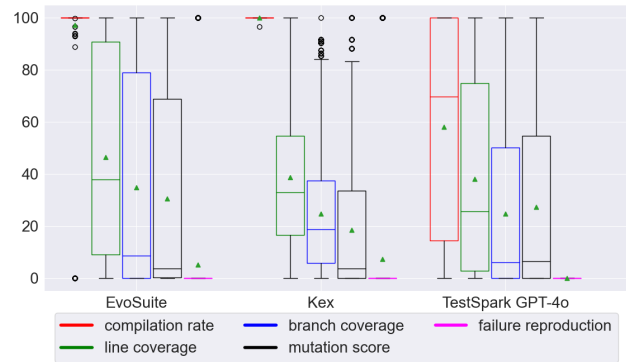 100
80
60
40
20
0
EvoSuite
Kex
TestSpark GPT-4o
compilation rate
branch coverage
failure reproduction
line coverage
mutation score